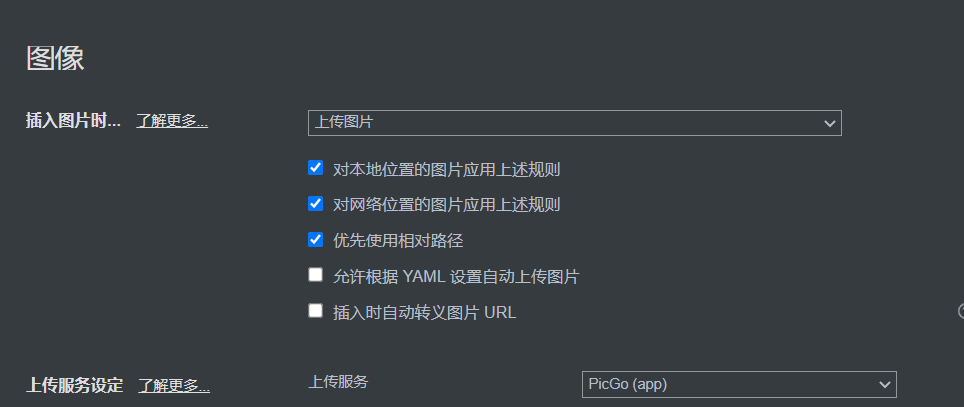 图像
插入图片时... 了解更多... 上传图片
对本地位置的图片应用上述规则
对网络位置的图片应用上述规则
优先使用相对路径
允许根据 YAML 设置自动上传图片
插入时自动转义图片 URL
上传服务设定 了解更多... 上传服务 PicGo (app)